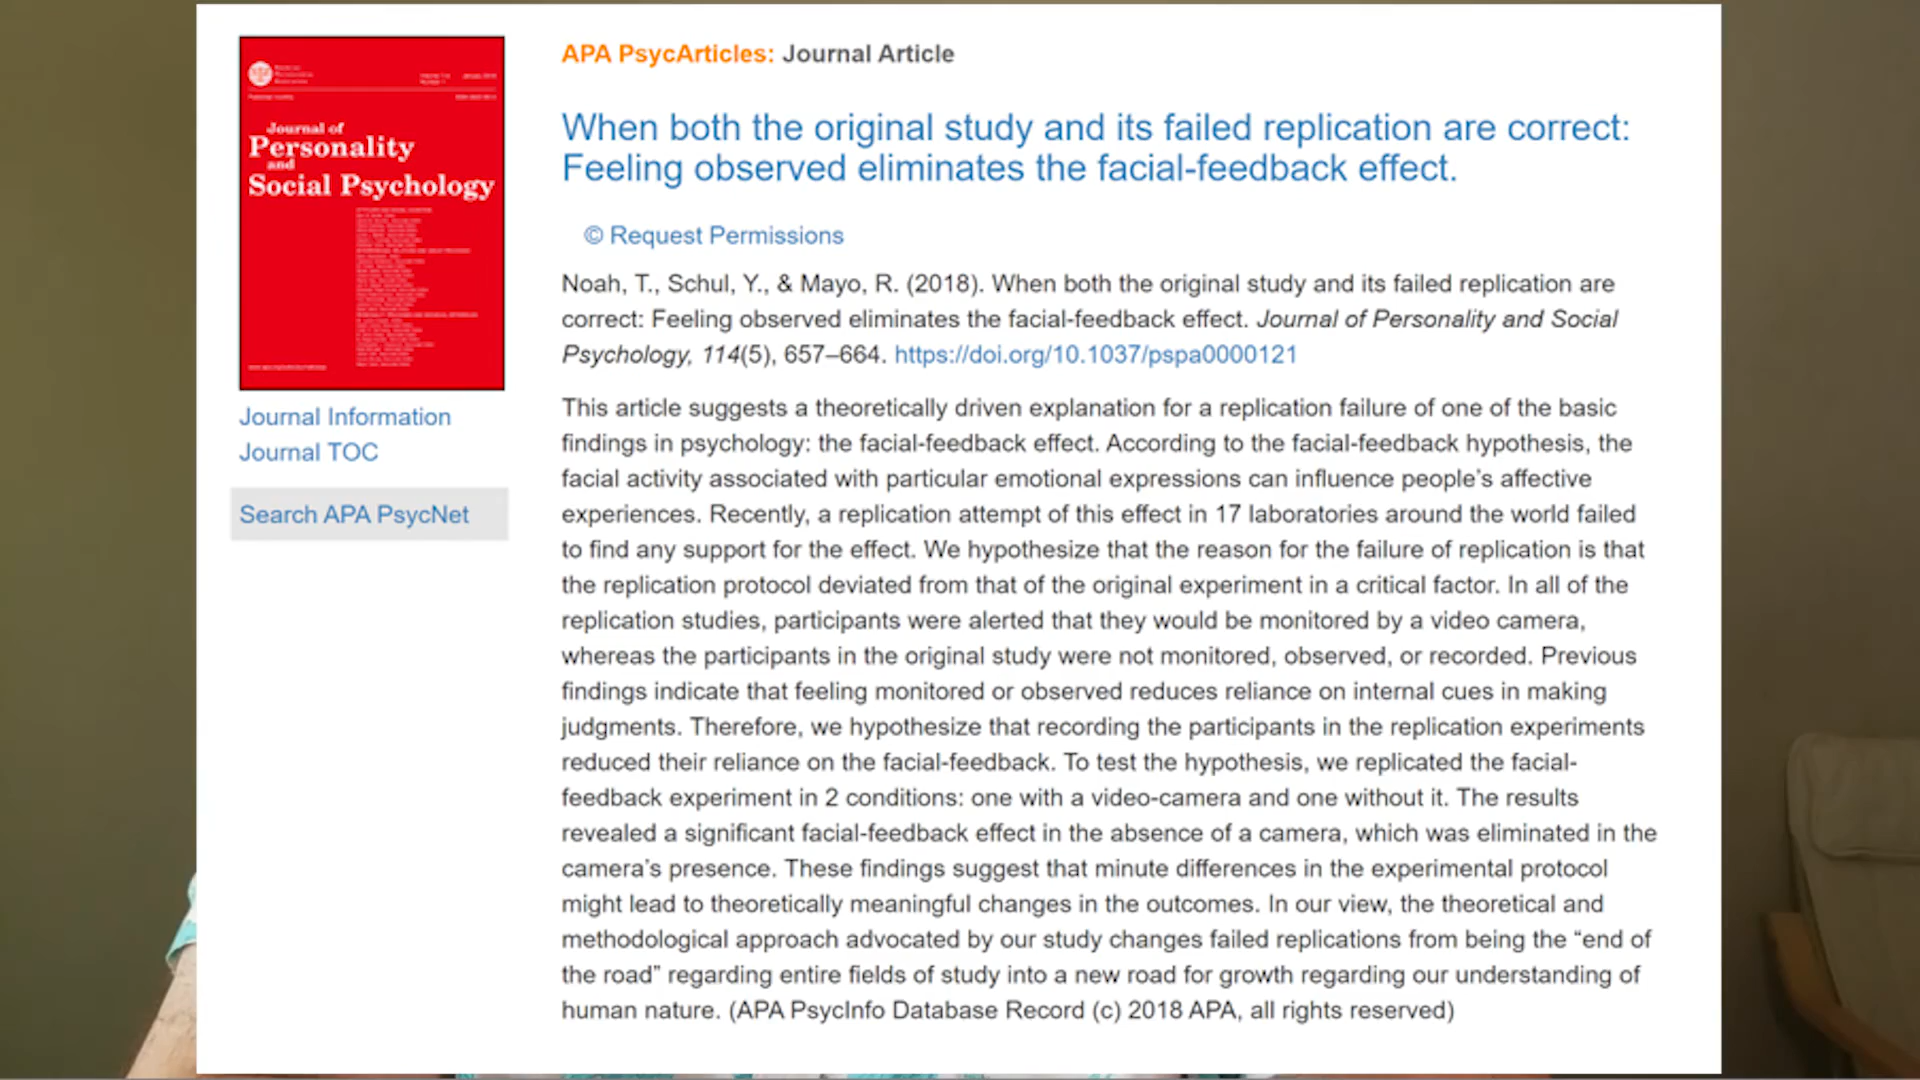 APA PsycArticles: Journal Article
When both the original study and its failed replication are correct:
Feeling observed eliminates the facial-feedback effect.
© Request Permissions
Noah, T., Schul, Y., & Mayo, R. (2018). When both the original study and its failed replication are
correct: Feeling observed eliminates the facial-feedback effect. Journal of Personality and Social
Psychology, 114(5), 657–664. https://doi.org/10.1037/pspa0000121
This article suggests a theoretically driven explanation for a replication failure of one of the basic
findings in psychology: the facial-feedback effect. According to the facial-feedback hypothesis, the
facial activity associated with particular emotional expressions can influence people’s affective
experiences. Recently, a replication attempt of this effect in 17 laboratories around the world failed
to find any support for the effect. We hypothesize that the reason for the failure of replication is that
the replication protocol deviated from that of the original experiment in a critical factor. In all of the
replication studies, participants were alerted that they would be monitored by a video camera,
whereas the participants in the original study were not monitored, observed, or recorded. Previous
findings indicate that feeling monitored or observed reduces reliance on internal cues in making
judgments. Therefore, we hypothesize that recording the participants in the replication experiments
reduced their reliance on the facial-feedback. To test the hypothesis, we replicated the facial-
feedback experiment in 2 conditions: one with a video-camera and one without it. The results
revealed a significant facial-feedback effect in the absence of a camera, which was eliminated in the
camera’s presence. These findings suggest that minute differences in the experimental protocol
might lead to theoretically meaningful changes in the outcomes. In our view, the theoretical and
methodological approach advocated by our study changes failed replications from being the “end of
the road” regarding entire fields of study into a new road for growth regarding our understanding of
human nature. (APA PsycInfo Database Record (c) 2018 APA, all rights reserved)
Journal of
Personality
and
Social Psychology
Journal Information
Journal TOC
Search APA PsycNet